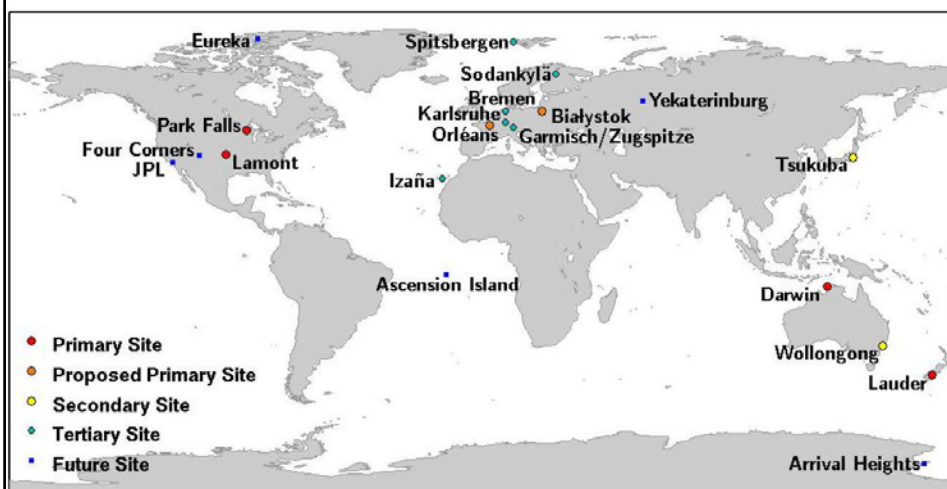 Eureka
Spitsbergen
Sodankylä
Bremen
Yekaterinburg
Karlsruhe
Białystok
Park Falls
Orléans
Garmisch/Zugspitze
Four Corners
Lamont
JPL
Tsukuba
Izaña
Ascension Island
Darwin
Wollongong
Lauder
Primary Site
Proposed Primary Site
Secondary Site
Tertiary Site
Future Site
Arrival Heights